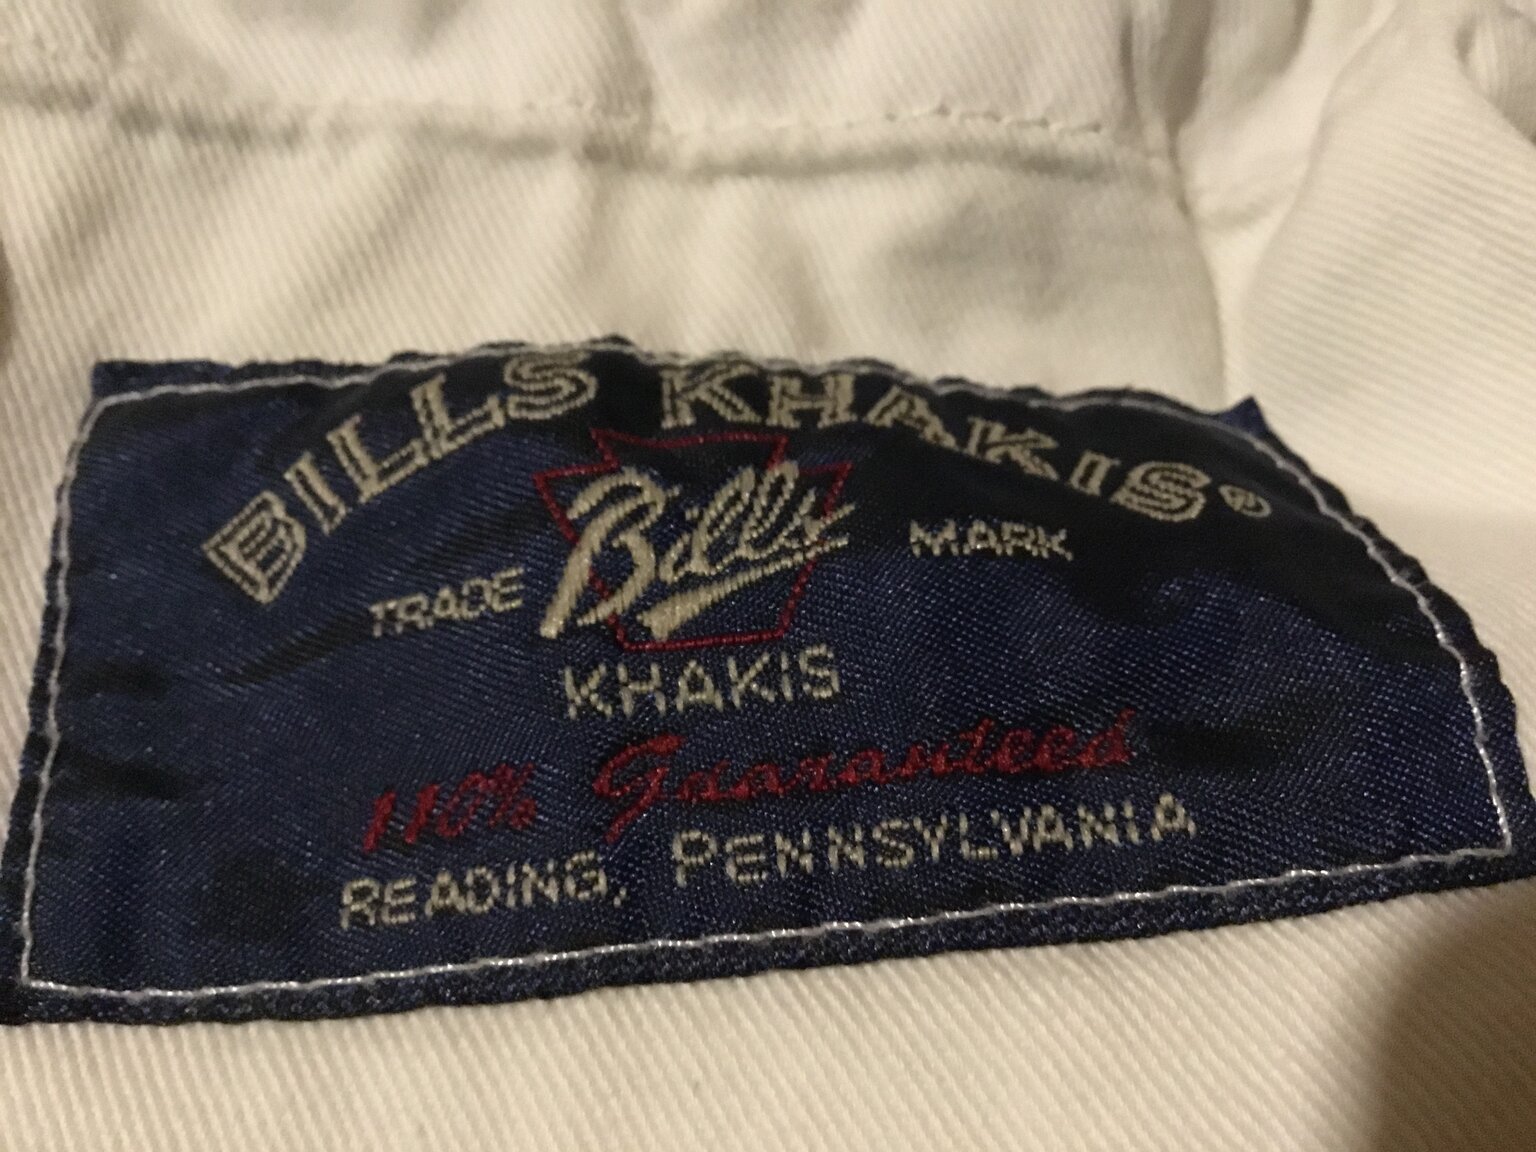 BILLS KHAKIS®
TRADE Bills MARK
KHAKIS
110% Guaranteed
READING, PENNSYLVANIA